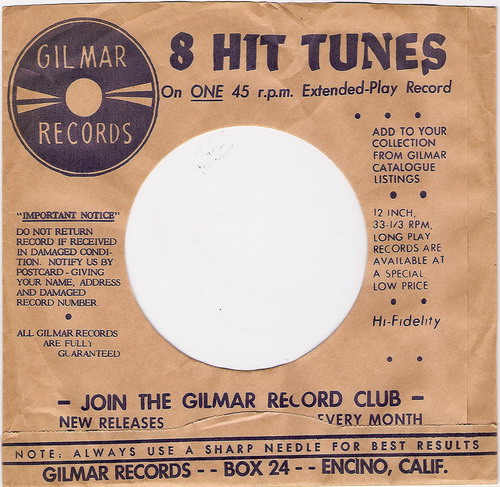 GILMAR
RECORDS
8 HIT TUNES
On ONE 45 r.p.m. Extended-Play Record
ADD TO YOUR
COLLECTION
FROM GILMAR
CATALOGUE
LISTINGS
"IMPORTANT NOTICE"
DO NOT RETURN
RECORD IF RECEIVED
IN DAMAGED CONDI-
TION. NOTIFY US BY
POSTCARD - GIVING
YOUR NAME, ADDRESS
AND DAMAGED
RECORD NUMBER
ALL GILMAR RECORDS
ARE FULLY
GUARANTEED
12 INCH,
33-1/3 RPM,
LONG PLAY
RECORDS ARE
AVAILABLE AT
A SPECIAL
LOW PRICE
Hi-Fidelity
- JOIN THE GILMAR RECORD CLUB -
NEW RELEASES EVERY MONTH
NOTE: ALWAYS USE A SHARP NEEDLE FOR BEST RESULTS
GILMAR RECORDS -- BOX 24 -- ENCINO, CALIF.